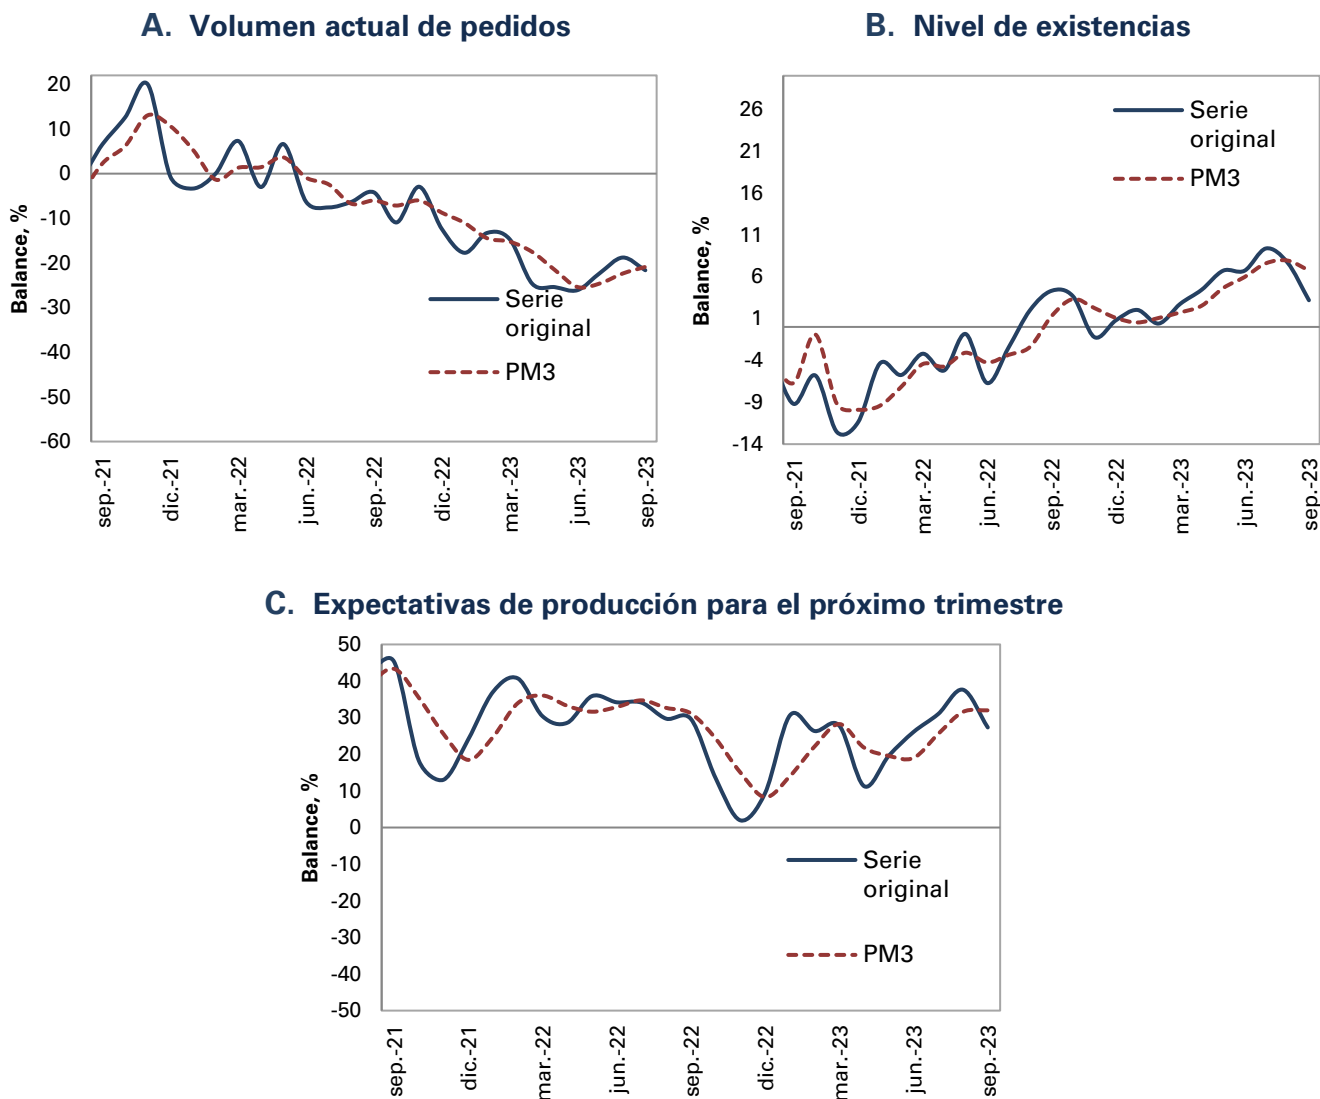 A. Volumen actual de pedidos
Balance, %
20
10
0
-10
-20
-30
-40
-50
-60
Serie
original
PM3
sep.-21
dic.-21
mar.-22
jun.-22
sep.-22
dic.-22
mar.-23
jun.-23
sep.-23
B. Nivel de existencias
Balance, %
26
21
16
11
6
1
-4
-9
-14
Serie
original
PM3
sep.-21
dic.-21
mar.-22
jun.-22
sep.-22
dic.-22
mar.-23
jun.-23
sep.-23
C. Expectativas de producción para el próximo trimestre
Balance, %
50
40
30
20
10
0
-10
-20
-30
-40
-50
Serie
original
PM3
sep.-21
dic.-21
mar.-22
jun.-22
sep.-22
dic.-22
mar.-23
jun.-23
sep.-23